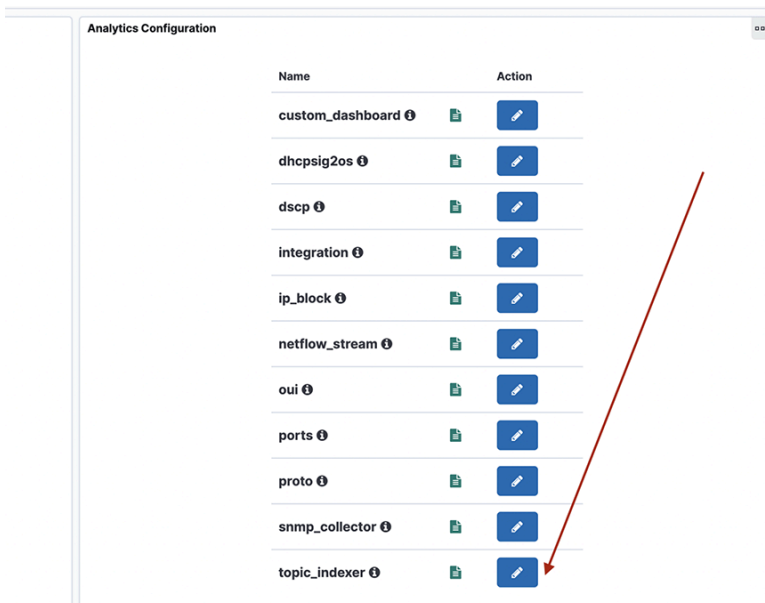 Analytics Configuration
Name Action
custom_dashboard
dhcpsig2os
dscp
integration
ip_block
netflow_stream
oui
ports
proto
snmp_collector
topic_indexer